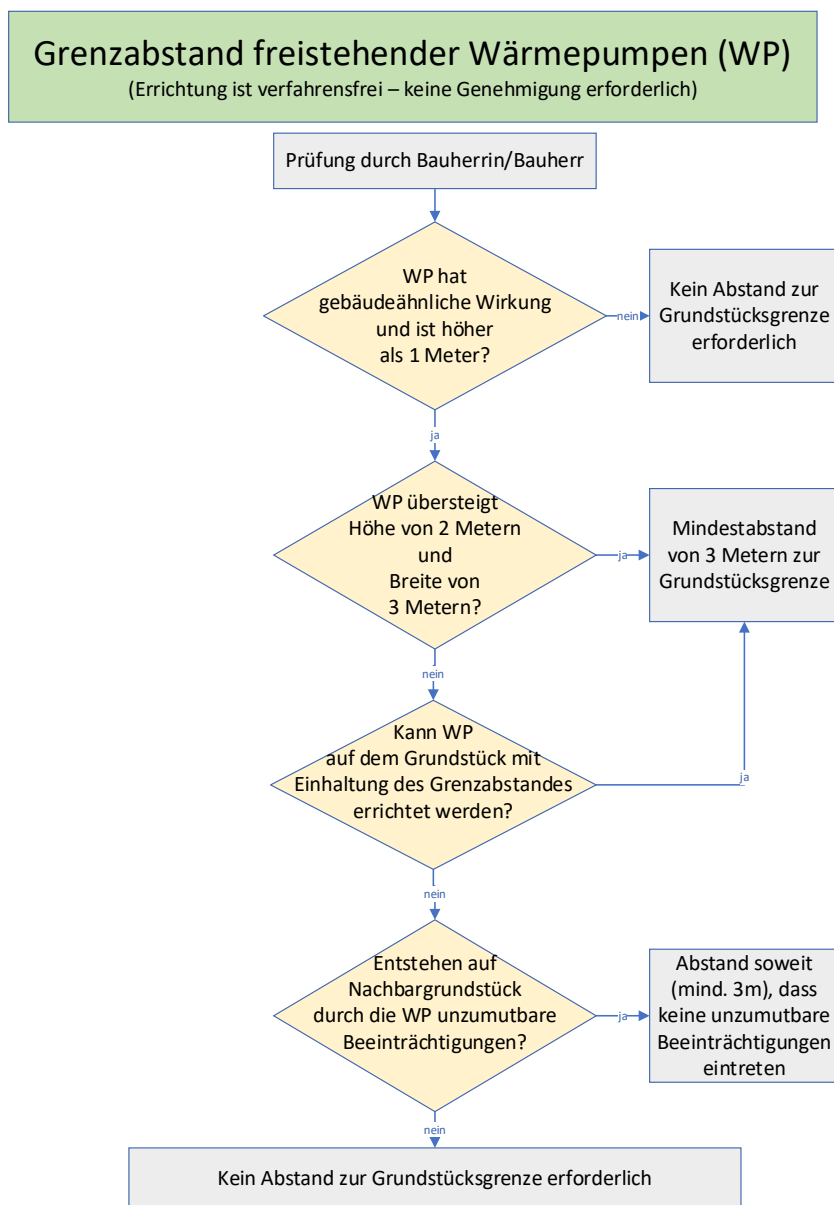 Grenzabstand freistehender Wärmepumpen (WP)
(Errichtung ist verfahrensfrei – keine Genehmigung erforderlich)
Prüfung durch Bauherrin/Bauherr
WP hat
gebäudeähnliche Wirkung
und ist höher
als 1 Meter?
nein
Kein Abstand zur
Grundstücksgrenze
erforderlich
ja
WP übersteigt
Höhe von 2 Metern
und
Breite von
3 Metern?
ja
Mindestabstand
von 3 Metern zur
Grundstücksgrenze
nein
Kann WP
auf dem Grundstück mit
Einhaltung des Grenzabstandes
errichtet werden?
ja
nein
Entstehen auf
Nachbargrundstück
durch die WP unzumutbare
Beeinträchtigungen?
ja
Abstand soweit
(mind. 3m), dass
keine unzumutbare
Beeinträchtigungen
eintreten
nein
Kein Abstand zur Grundstücksgrenze erforderlich